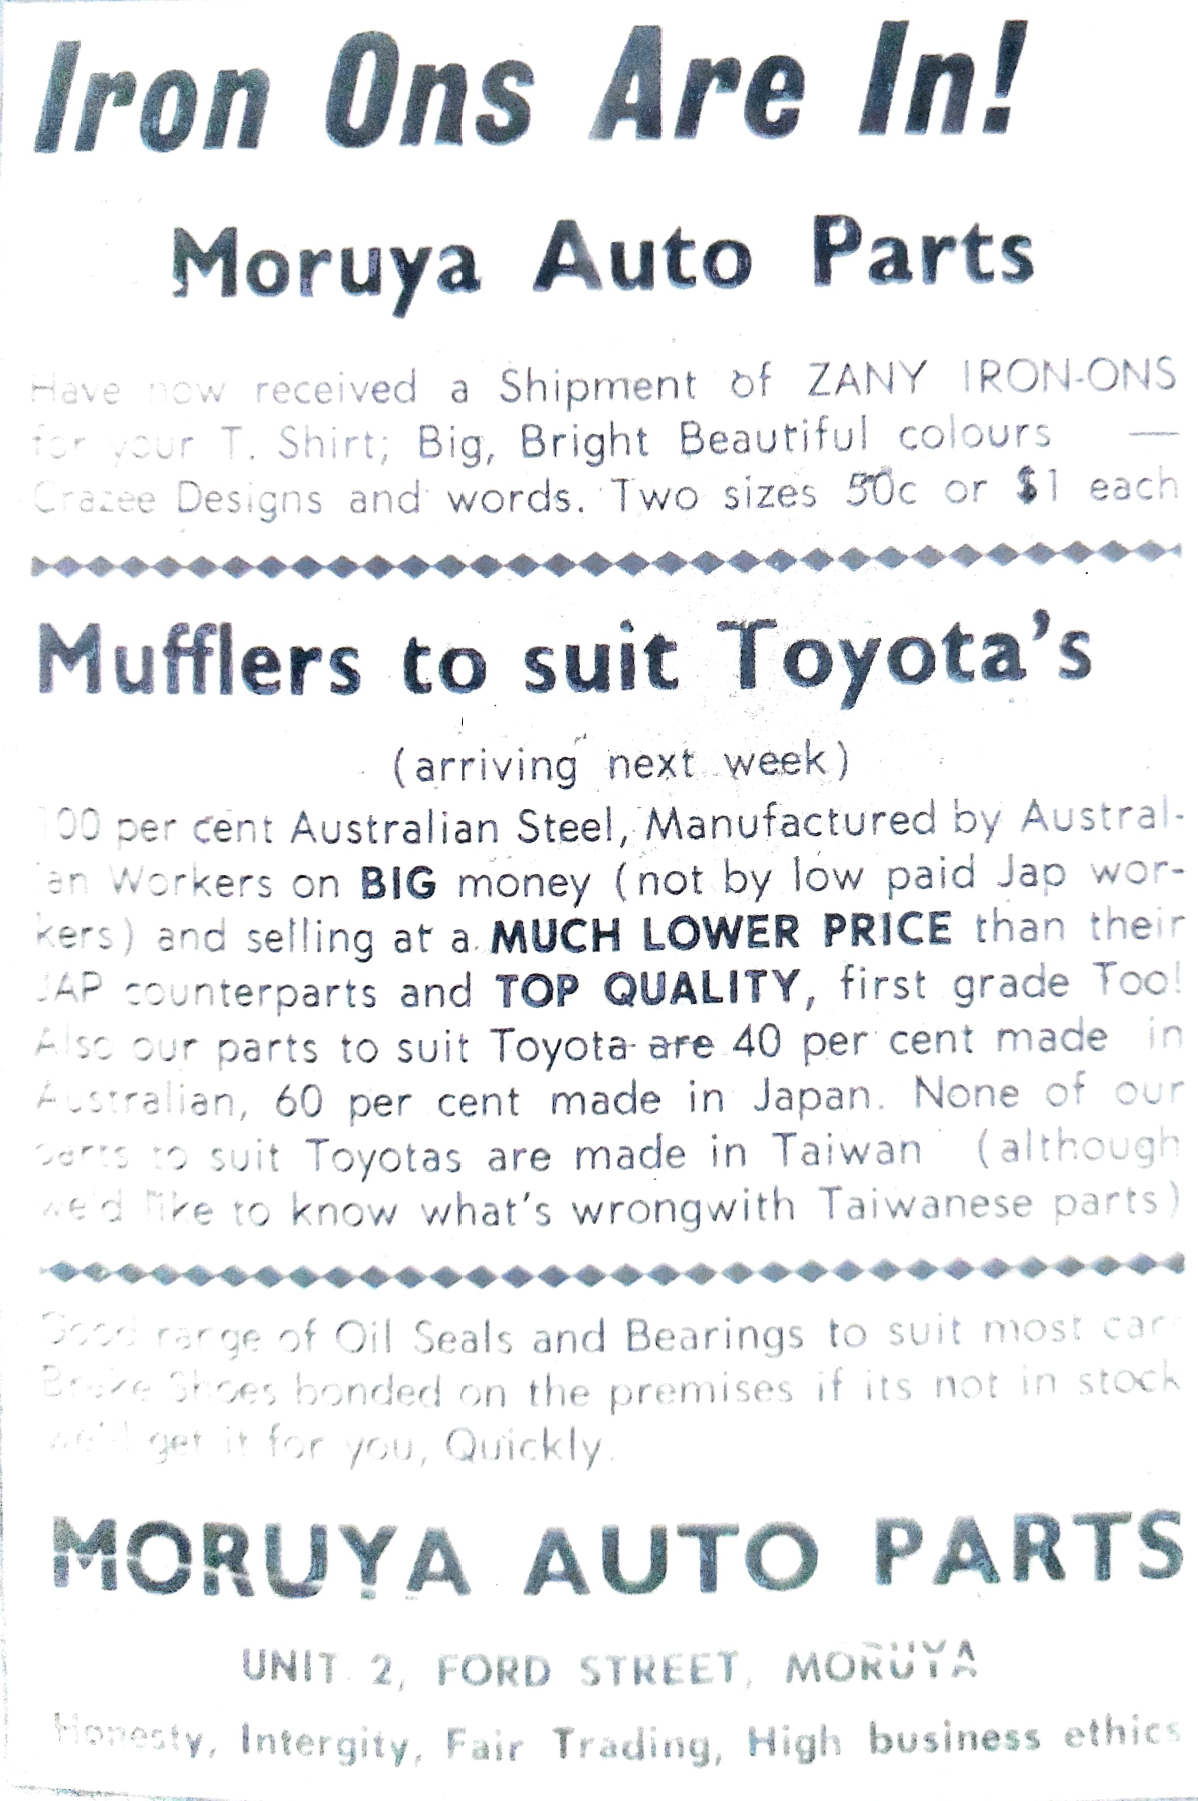 Iron Ons Are In!
Moruya Auto Parts
Have now received a Shipment of ZANY IRON-ONS
for your T. Shirt; Big, Bright Beautiful colours —
Crazee Designs and words. Two sizes 50c or $1 each
Mufflers to suit Toyota's
(arriving next week)
100 per cent Australian Steel, Manufactured by Austral-
ian Workers on BIG money (not by low paid Jap wor-
kers) and selling at a MUCH LOWER PRICE than their
JAP counterparts and TOP QUALITY, first grade Too!
Also our parts to suit Toyota are 40 per cent made in
Australian, 60 per cent made in Japan. None of our
parts to suit Toyotas are made in Taiwan (although
we'd like to know what's wrongwith Taiwanese parts)
Good range of Oil Seals and Bearings to suit most cars
Brake Shoes bonded on the premises if its not in stock
we'll get it for you, Quickly.
MORUYA AUTO PARTS
UNIT 2, FORD STREET, MORUYA
Honesty, Intergity, Fair Trading, High business ethics